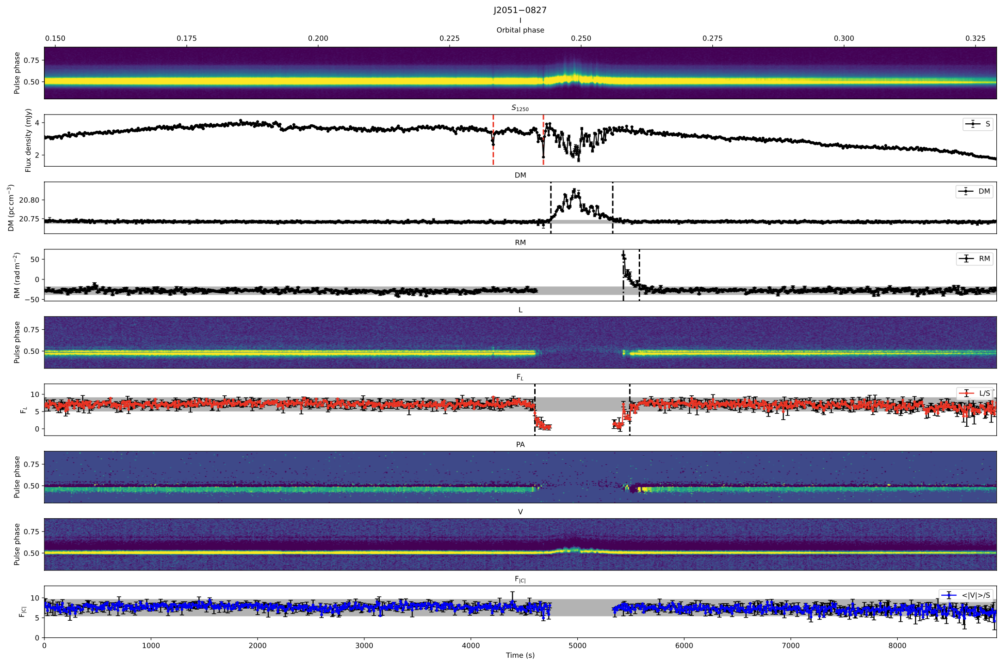 J2051−0827
Orbital phase
0.150 0.175 0.200 0.225 0.250 0.275 0.300 0.325
Pulse phase
0.75
0.50
S1250
Flux density (mJy)
4
2
S
DM
DM (pc cm−3)
20.80
20.75
DM
RM
RM (rad m−2)
50
0
−50
RM
L
Pulse phase
0.75
0.50
FL
FL
10
5
0
L/S
PA
Pulse phase
0.75
0.50
V
Pulse phase
0.75
0.50
F|C|
F|C|
10
5
0
<|V|>/S
0 1000 2000 3000 4000 5000 6000 7000 8000
Time (s)